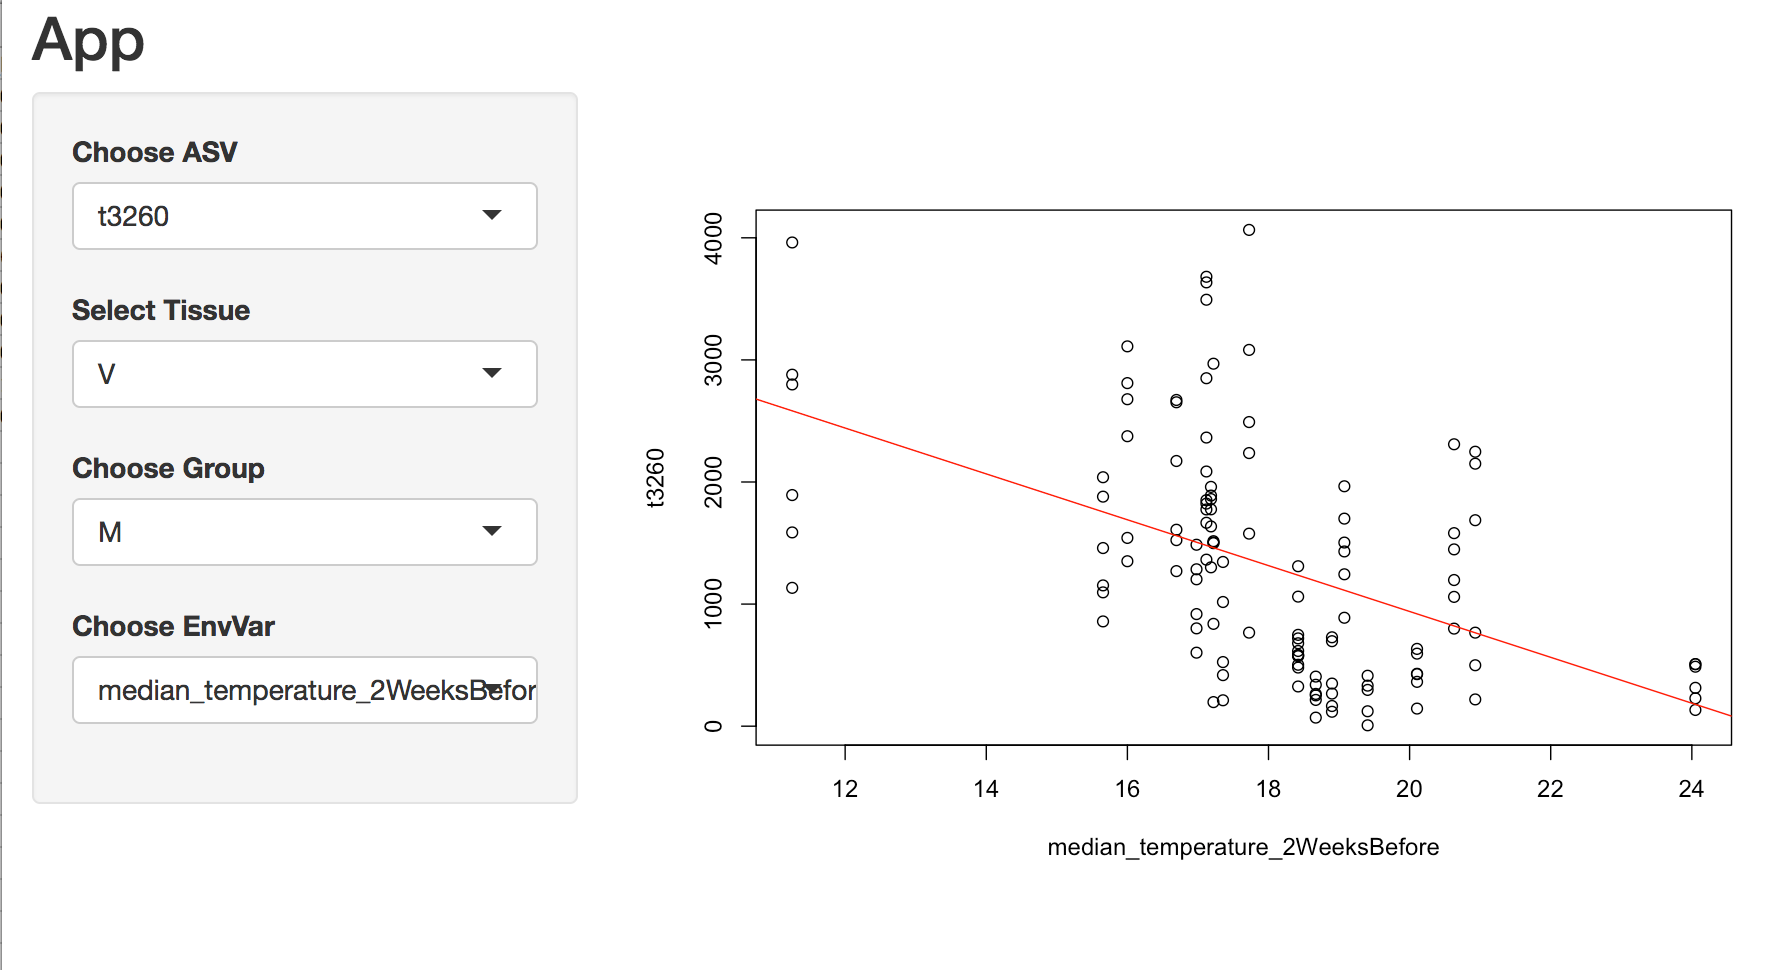 App
Choose ASV
t3260
Select Tissue
V
Choose Group
M
Choose EnvVar
median_temperature_2WeeksBefor
4000
3000
2000
1000
0
t3260
12 14 16 18 20 22 24
median_temperature_2WeeksBefore